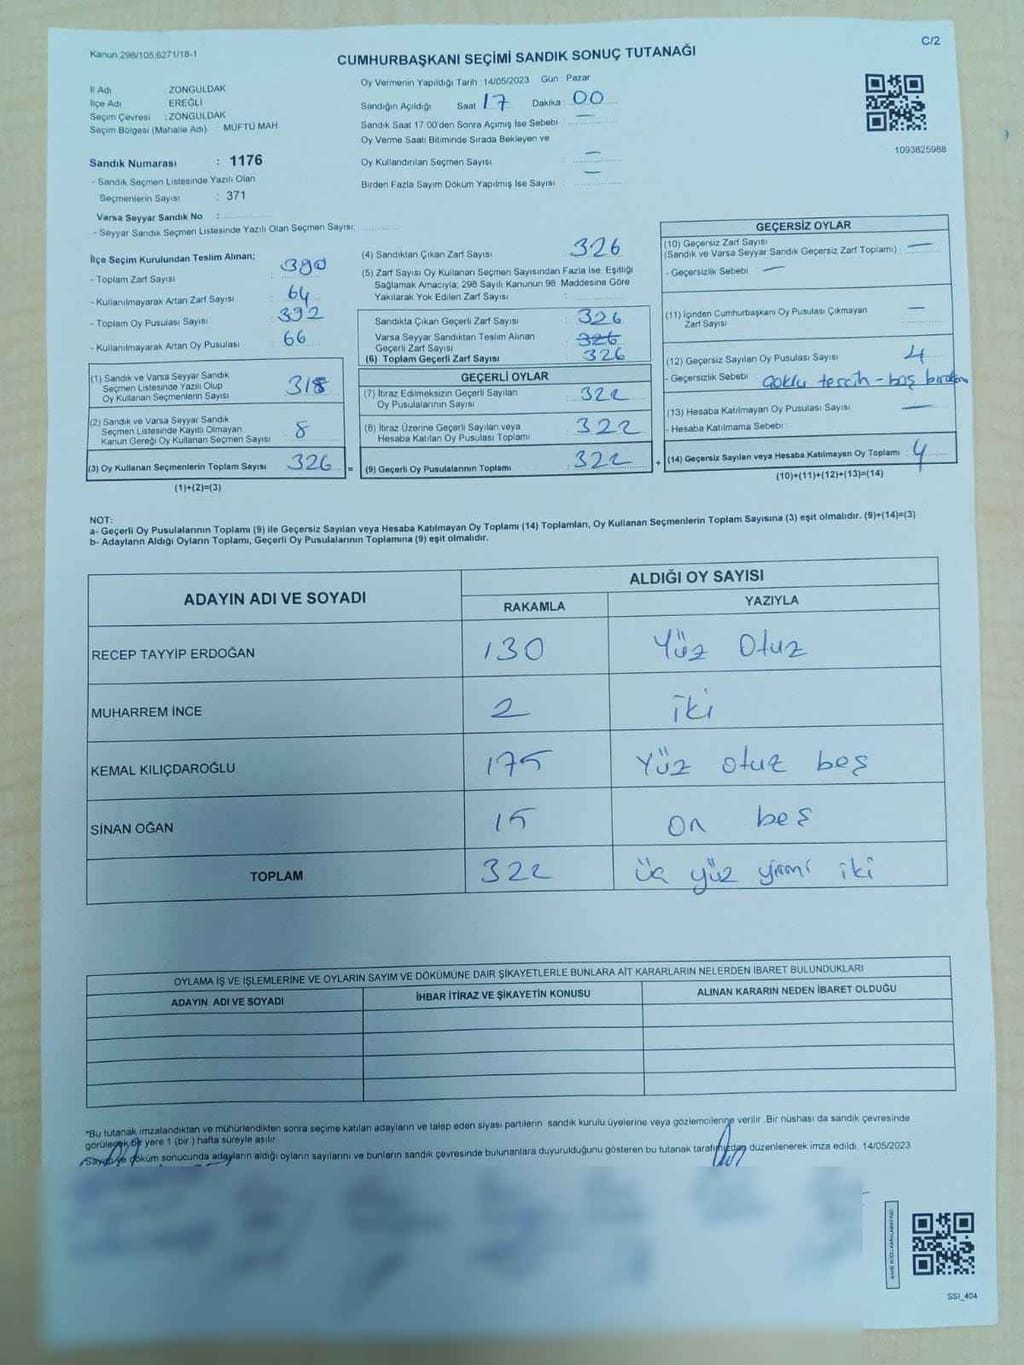 Kanun 298/105,6271/18-1
C/2
CUMHURBAŞKANI SEÇİMİ SANDIK SONUÇ TUTANAĞI
İl Adı : ZONGULDAK
İlçe Adı : EREĞLİ
Seçim Çevresi : ZONGULDAK
Seçim Bölgesi (Mahalle Adı) MÜFTÜ MAH.
Sandık Numarası : 1176
- Sandık Seçmen Listesinde Yazılı Olan
Seçmenlerin Sayısı : 371
Varsa Seyyar Sandık No :
- Seyyar Sandık Seçmen Listesinde Yazılı Olan Seçmen Sayısı:
Oy Vermenin Yapıldığı Tarih : 14/05/2023 Gün : Pazar
Sandığın Açıldığı Saat 17 Dakika : 00
Sandık Saat 17:00'den Sonra Açımış İse Sebebi : —
Oy Verme Saati Bitiminde Sırada Bekleyen ve
Oy Kullandırılan Seçmen Sayısı : —
Birden Fazla Sayım Döküm Yapılmış İse Sayısı : —
1093825988
İlçe Seçim Kurulundan Teslim Alınan;
- Toplam Zarf Sayısı 390
- Kullanılmayarak Artan Zarf Sayısı 64
- Toplam Oy Pusulası Sayısı 392
- Kullanılmayarak Artan Oy Pusulası 66
(1) Sandık ve Varsa Seyyar Sandık
Seçmen Listesinde Yazılı Olup
Oy Kullanan Seçmenlerin Sayısı 318
(2) Sandık ve Varsa Seyyar Sandık
Seçmen Listesinde Kayıtlı Olmayan
Kanun Gereği Oy Kullanan Seçmen Sayısı 8
(3) Oy Kullanan Seçmenlerin Toplam Sayısı 326 =
(1)+(2)=(3)
(4) Sandıktan Çıkan Zarf Sayısı 326
(5) Zarf Sayısı Oy Kullanan Seçmen Sayısından Fazla İse; Eşitliği
Sağlamak Amacıyla; 298 Sayılı Kanunun 98. Maddesine Göre
Yakılarak Yok Edilen Zarf Sayısı :
Sandıkta Çıkan Geçerli Zarf Sayısı : 326
Varsa Seyyar Sandıktan Teslim Alınan
Geçerli Zarf Sayısı 326
(6) Toplam Geçerli Zarf Sayısı 326
GEÇERLİ OYLAR
(7) İtiraz Edilmeksizin Geçerli Sayılan
Oy Pusulalarının Sayısı 322
(8) İtiraz Üzerine Geçerli Sayılan veya
Hesaba Katılan Oy Pusulası Toplamı 322
(9) Geçerli Oy Pusulalarının Toplamı : 322 +
GEÇERSİZ OYLAR
(10) Geçersiz Zarf Sayısı
(Sandık ve Varsa Seyyar Sandık Geçersiz Zarf Toplamı) : —
- Geçersizlik Sebebi : —
(11) İçinden Cumhurbaşkanı Oy Pusulası Çıkmayan
Zarf Sayısı —
(12) Geçersiz Sayılan Oy Pusulası Sayısı 4
- Geçersizlik Sebebi çoklu tercih - boş bırakma
(13) Hesaba Katılmayan Oy Pusulası Sayısı —
- Hesaba Katılmama Sebebi :
(14) Geçersiz Sayılan veya Hesaba Katılmayan Oy Toplamı : 4
(10)+(11)+(12)+(13)=(14)
NOT:
a- Geçerli Oy Pusulalarının Toplamı (9) ile Geçersiz Sayılan veya Hesaba Katılmayan Oy Toplamı (14) Toplamları, Oy Kullanan Seçmenlerin Toplam Sayısına (3) eşit olmalıdır. (9)+(14)=(3)
b- Adayların Aldığı Oyların Toplamı, Geçerli Oy Pusulalarının Toplamına (9) eşit olmalıdır.
ADAYIN ADI VE SOYADI
ALDIĞI OY SAYISI
RAKAMLA YAZIYLA
RECEP TAYYİP ERDOĞAN 130 Yüz Otuz
MUHARREM İNCE 2 iki
KEMAL KILIÇDAROĞLU 175 Yüz otuz beş
SİNAN OĞAN 15 on beş
TOPLAM 322 üç yüz yirmi iki
OYLAMA İŞ VE İŞLEMLERİNE VE OYLARIN SAYIM VE DÖKÜMÜNE DAİR ŞİKAYETLERLE BUNLARA AİT KARARLARIN NELERDEN İBARET BULUNDUKLARI
ADAYIN ADI VE SOYADI İHBAR İTİRAZ VE ŞİKAYETİN KONUSU ALINAN KARARIN NEDEN İBARET OLDUĞU
*Bu tutanak imzalandıktan ve mühürlendikten sonra seçime katılan adayların ve talep eden siyasi partilerin sandık kurulu üyelerine veya gözlemcilerine verilir. Bir nüshası da sandık çevresinde
görülecek bir yere 1 (bir) hafta süreyle asılır.
Sayım ve döküm sonucunda adayların aldığı oyların sayılarını ve bunların sandık çevresinde bulunanlara duyurulduğunu gösteren bu tutanak tarafımızdan düzenlenerek imza edildi. 14/05/2023
SSI_404